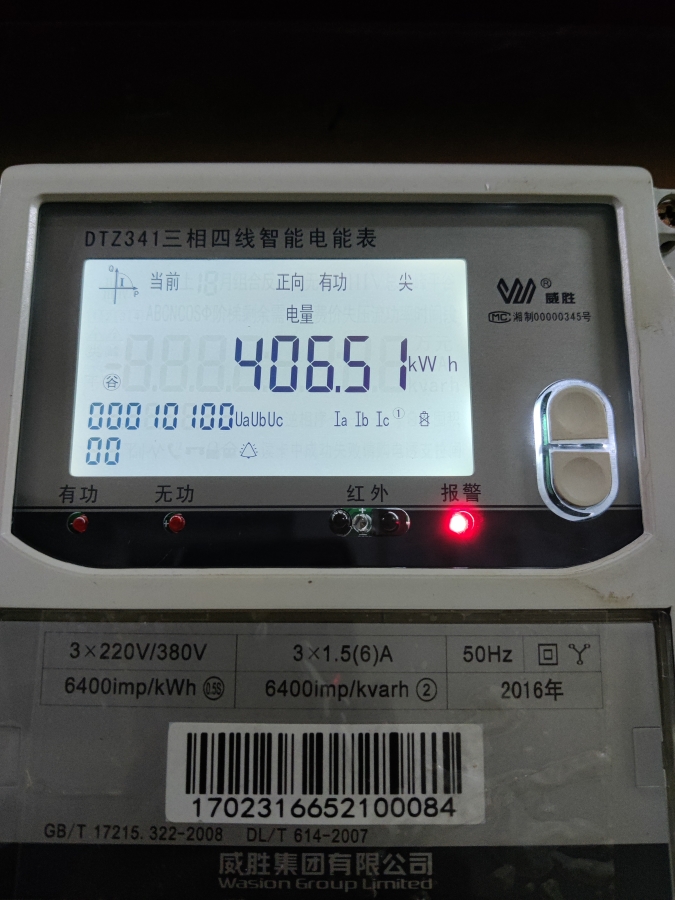 DTZ341三相四线智能电能表
当前 正向 有功 尖
电量
406.51 kWh
谷
00010100 UaUbUc Ia Ib Ic ①
00
威胜®
MC 湘制00000345号
有功 无功 红外 报警
3×220V/380V 3×1.5(6)A 50Hz
6400imp/kWh 0.5S 6400imp/kvarh ② 2016年
1702316652100084
GB/T 17215.322-2008 DL/T 614-2007
威胜集团有限公司
Wasion Group Limited